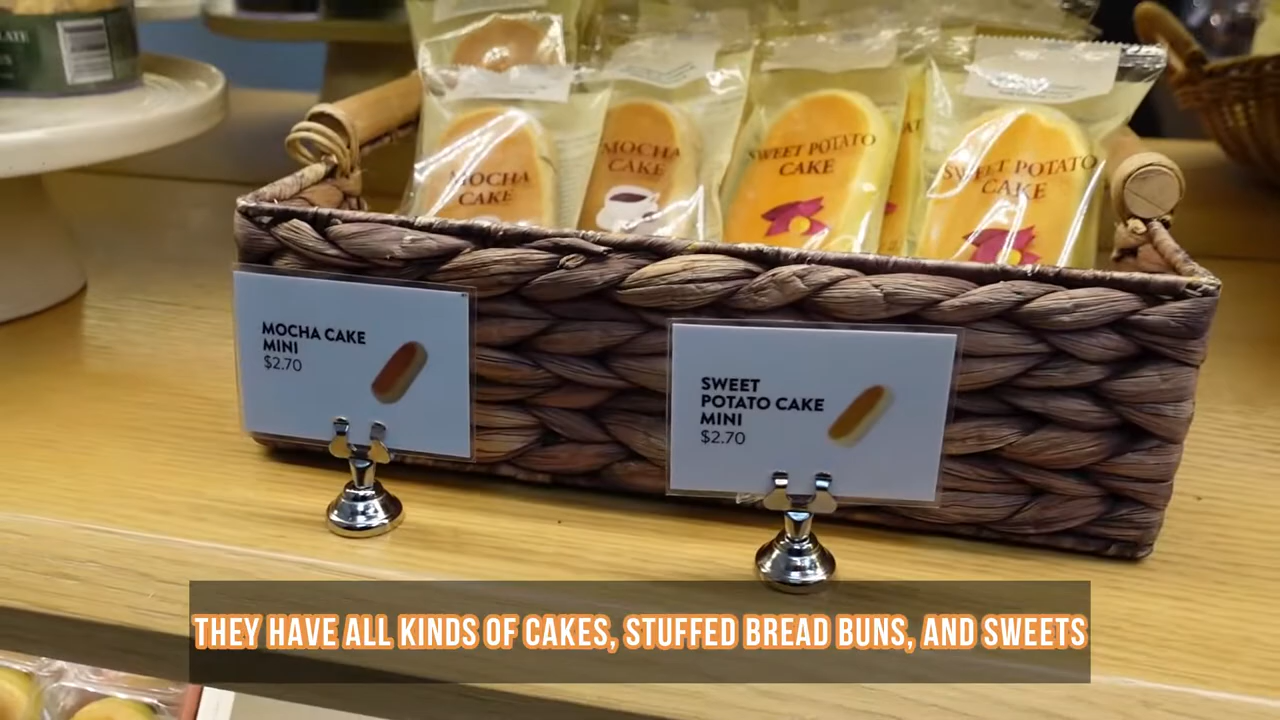 MOCHA
CAKE
MOCHA
CAKE
SWEET POTATO
CAKE
SWEET POTATO
CAKE
MOCHA CAKE
MINI
$2.70
SWEET
POTATO CAKE
MINI
$2.70
THEY HAVE ALL KINDS OF CAKES, STUFFED BREAD BUNS, AND SWEETS